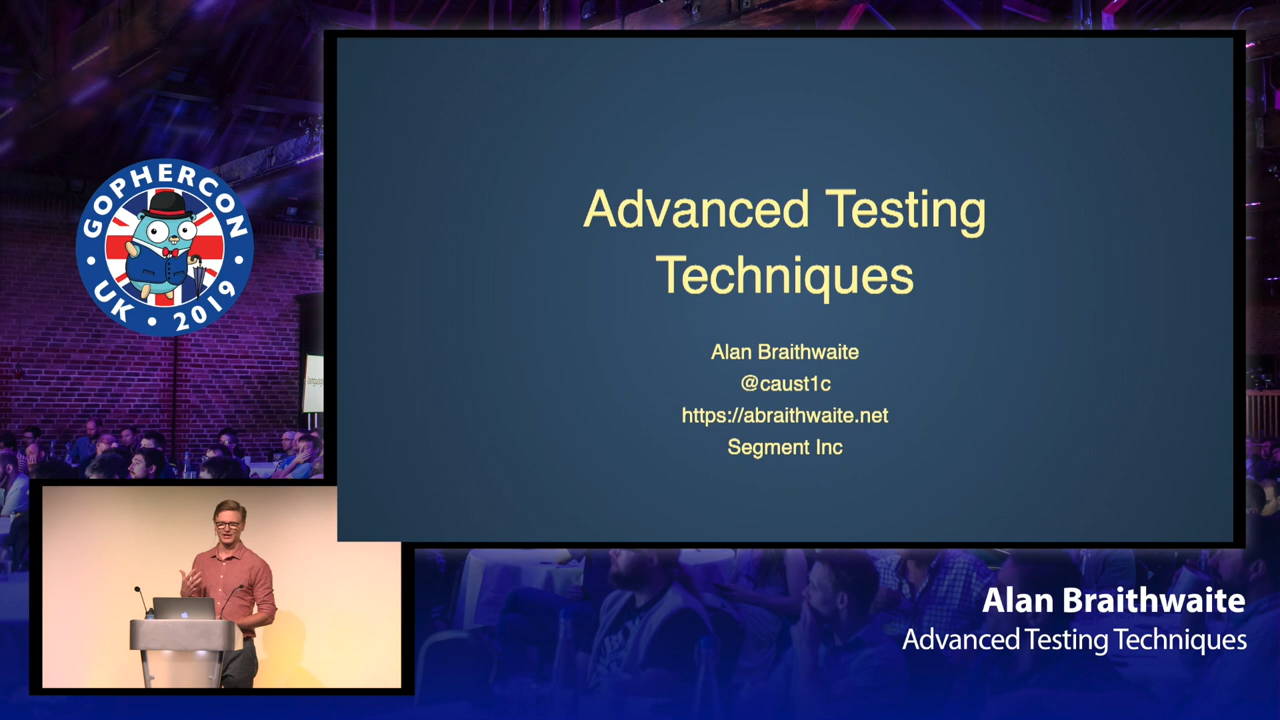 GOPHERCON
UK • 2019
Advanced Testing
Techniques
Alan Braithwaite
@caust1c
https://abraithwaite.net
Segment Inc
Alan Braithwaite
Advanced Testing Techniques